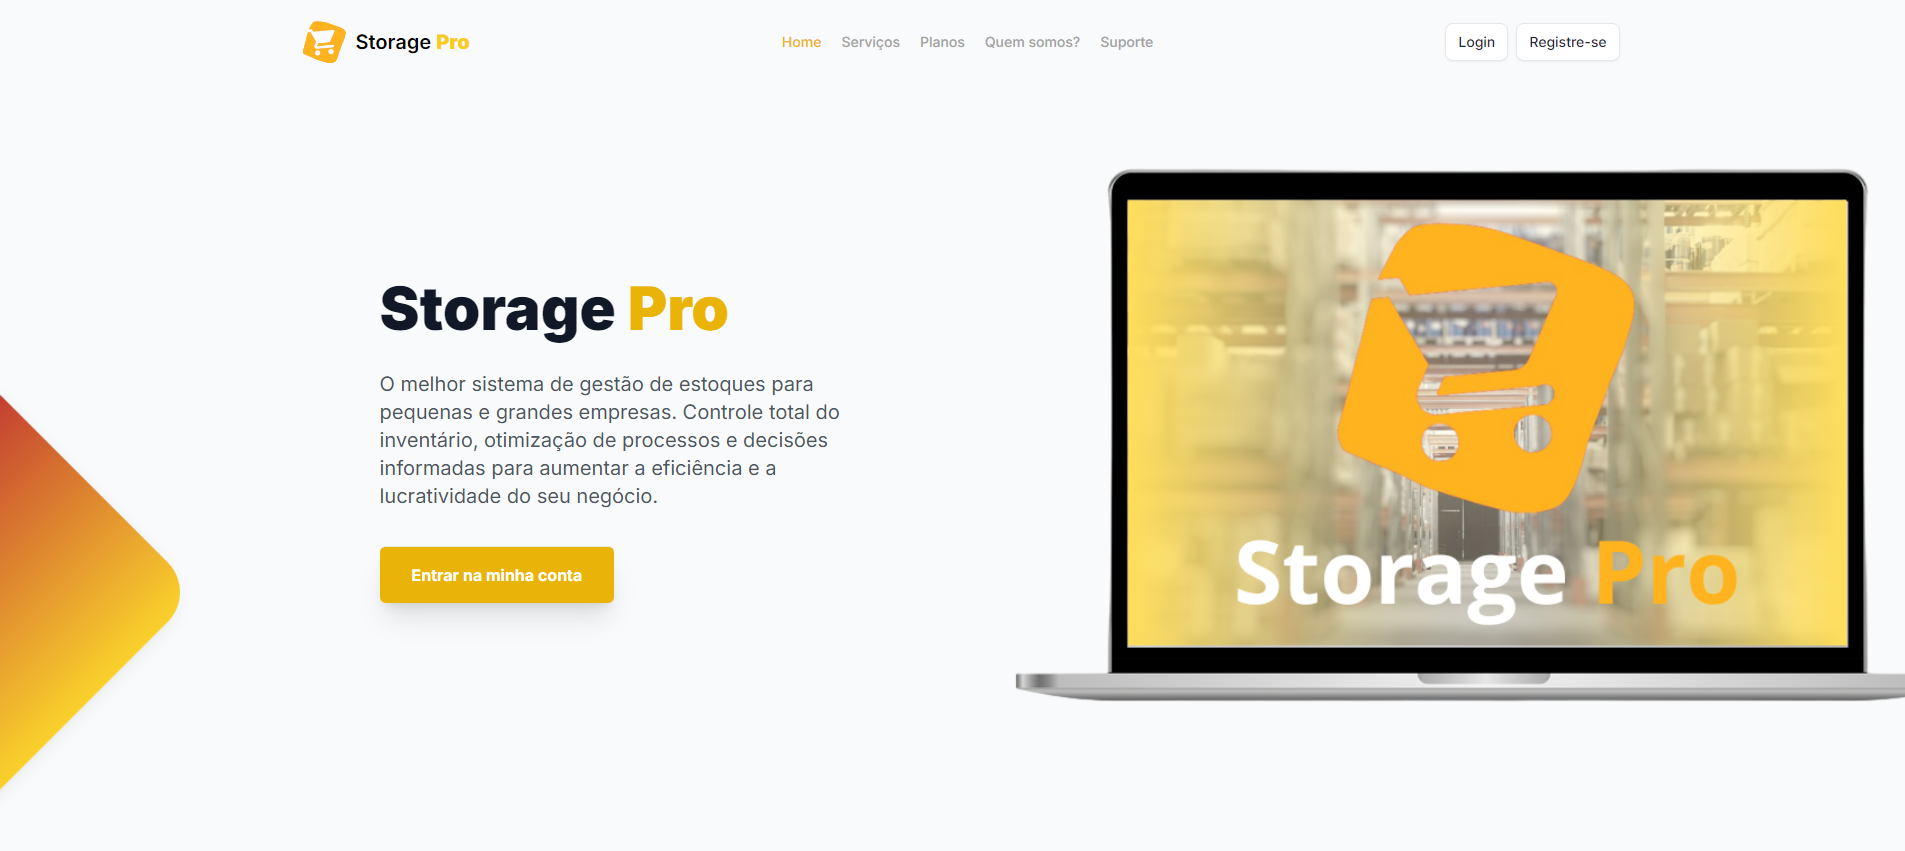 Storage Pro
Home
Serviços
Planos
Quem somos?
Suporte
Login
Registre-se
Storage Pro
O melhor sistema de gestão de estoques para
pequenas e grandes empresas. Controle total do
inventário, otimização de processos e decisões
informadas para aumentar a eficiência e a
lucratividade do seu negócio.
Entrar na minha conta
Storage Pro